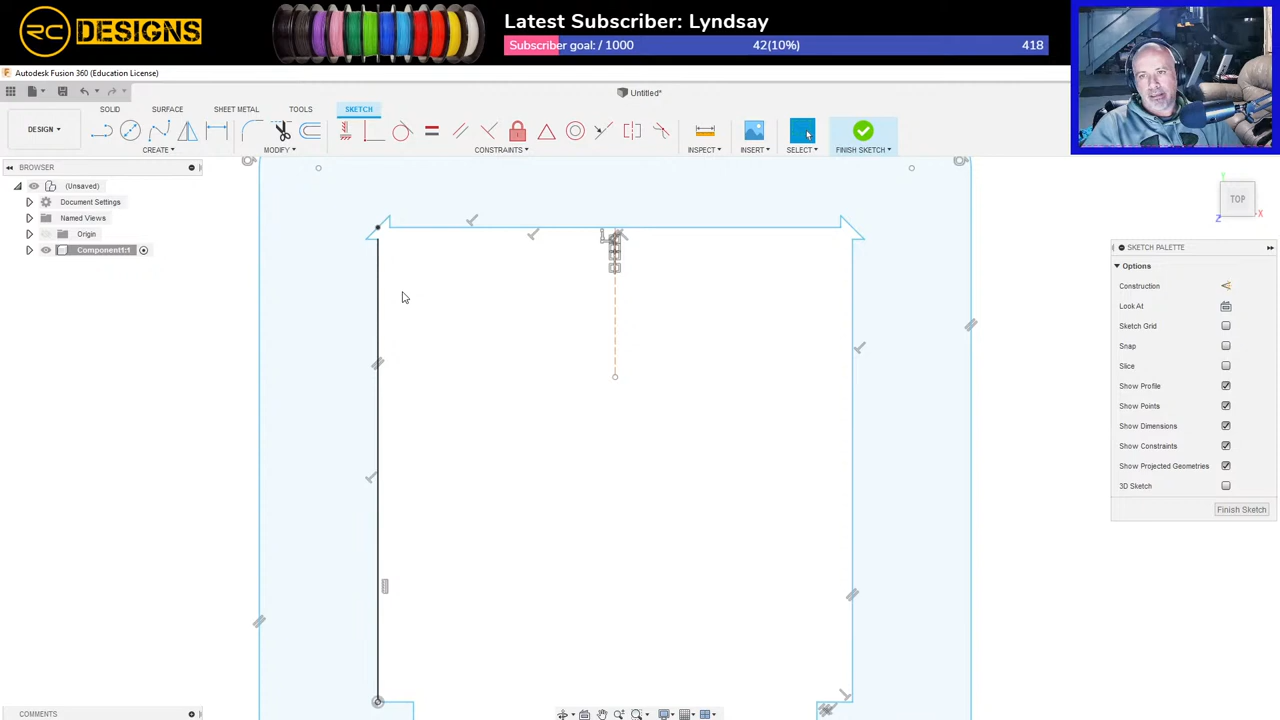 RC DESIGNS
Latest Subscriber: Lyndsay
Subscriber goal: / 1000 42(10%) 418
Autodesk Fusion 360 (Education License)
Untitled*
SOLID SURFACE SHEET METAL TOOLS SKETCH
DESIGN
CREATE MODIFY CONSTRAINTS INSPECT INSERT SELECT FINISH SKETCH
BROWSER
(Unsaved)
Document Settings
Named Views
Origin
Component1:1
TOP
Y
X
Z
SKETCH PALETTE
Options
Construction
Look At
Sketch Grid
Snap
Slice
Show Profile
Show Points
Show Dimensions
Show Constraints
Show Projected Geometries
3D Sketch
Finish Sketch
COMMENTS